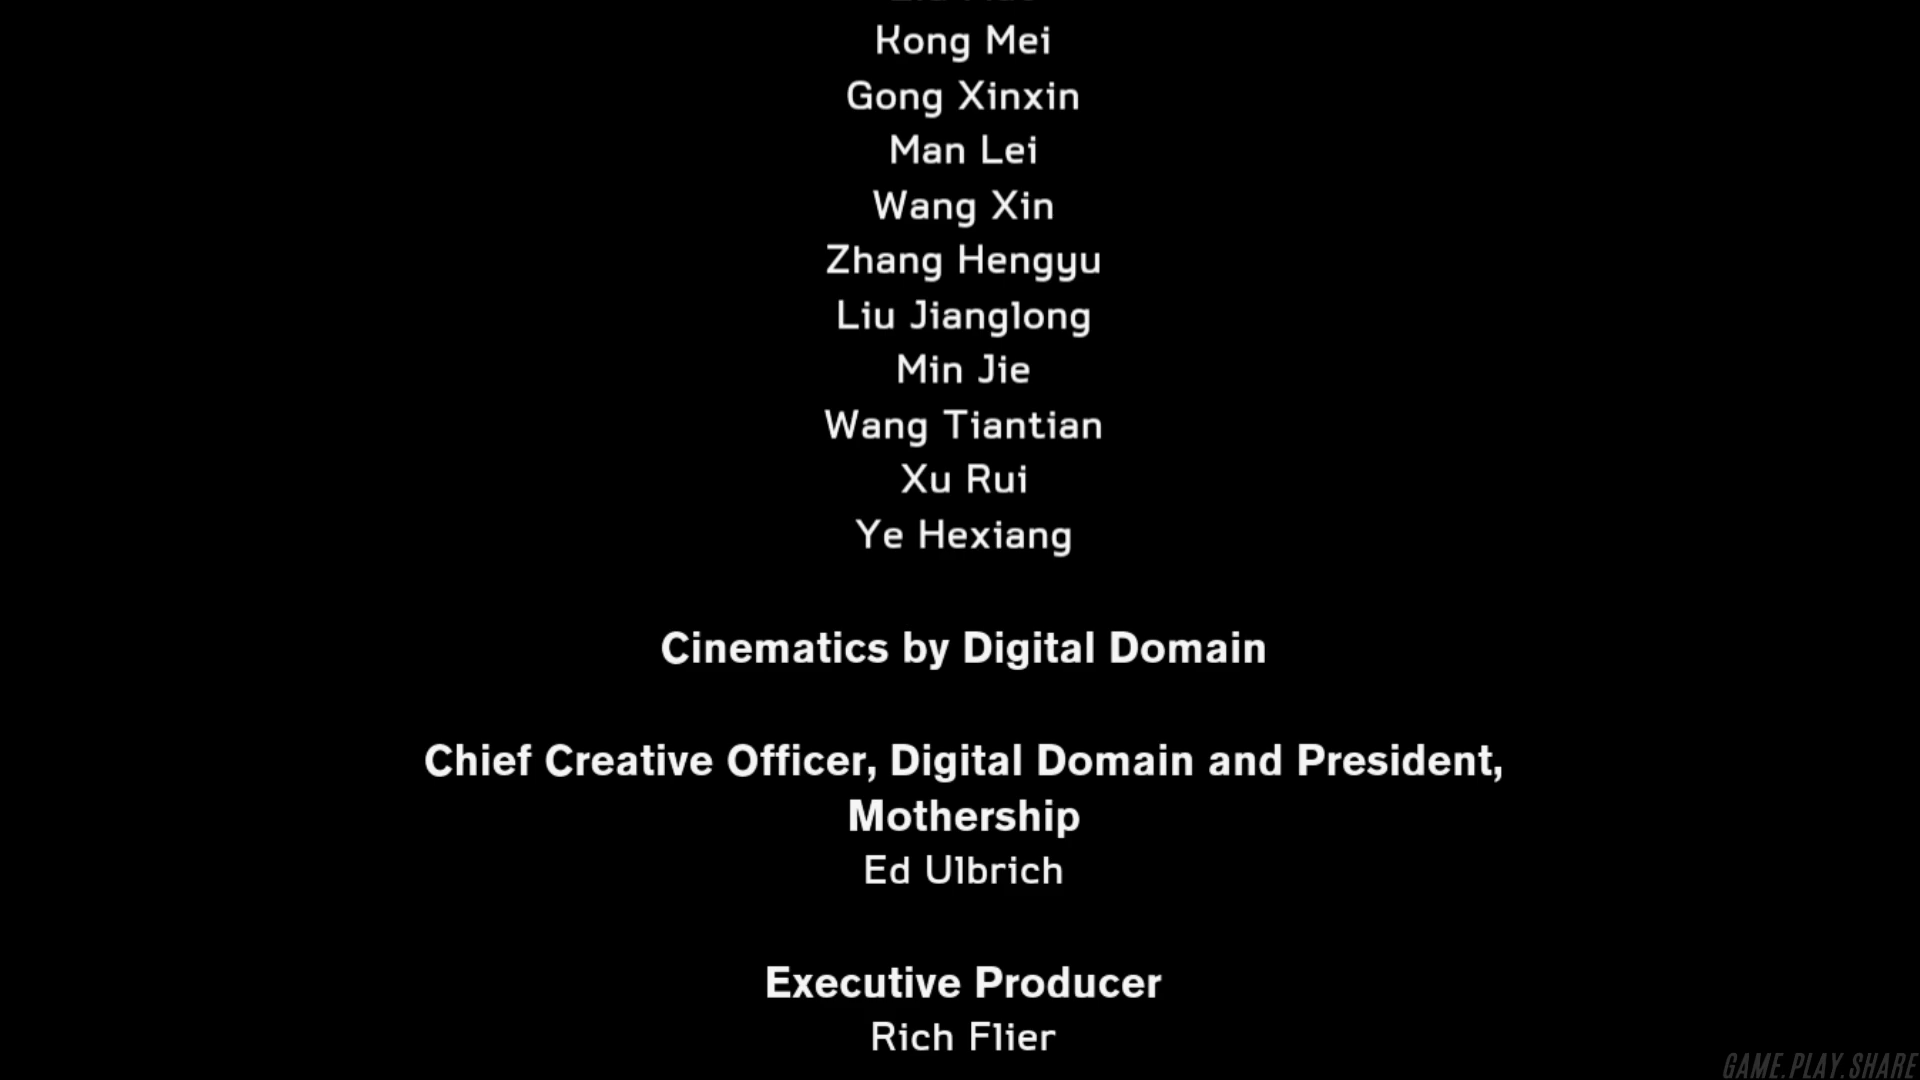 Kong Mei
Gong Xinxin
Man Lei
Wang Xin
Zhang Hengyu
Liu Jianglong
Min Jie
Wang Tiantian
Xu Rui
Ye Hexiang
Cinematics by Digital Domain
Chief Creative Officer, Digital Domain and President,
Mothership
Ed Ulbrich
Executive Producer
Rich Flier
GAME.PLAY.SHARE